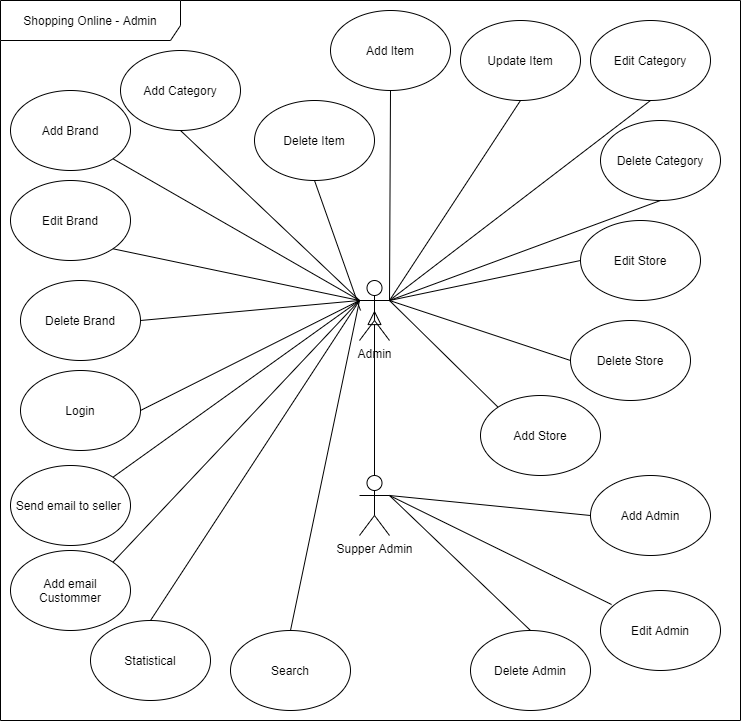 Shopping Online - Admin
Add Item
Update Item
Edit Category
Add Category
Add Brand
Delete Item
Delete Category
Edit Brand
Edit Store
Delete Brand
Admin
Delete Store
Login
Add Store
Send email to seller
Add Admin
Supper Admin
Add email
Custommer
Edit Admin
Statistical
Search
Delete Admin